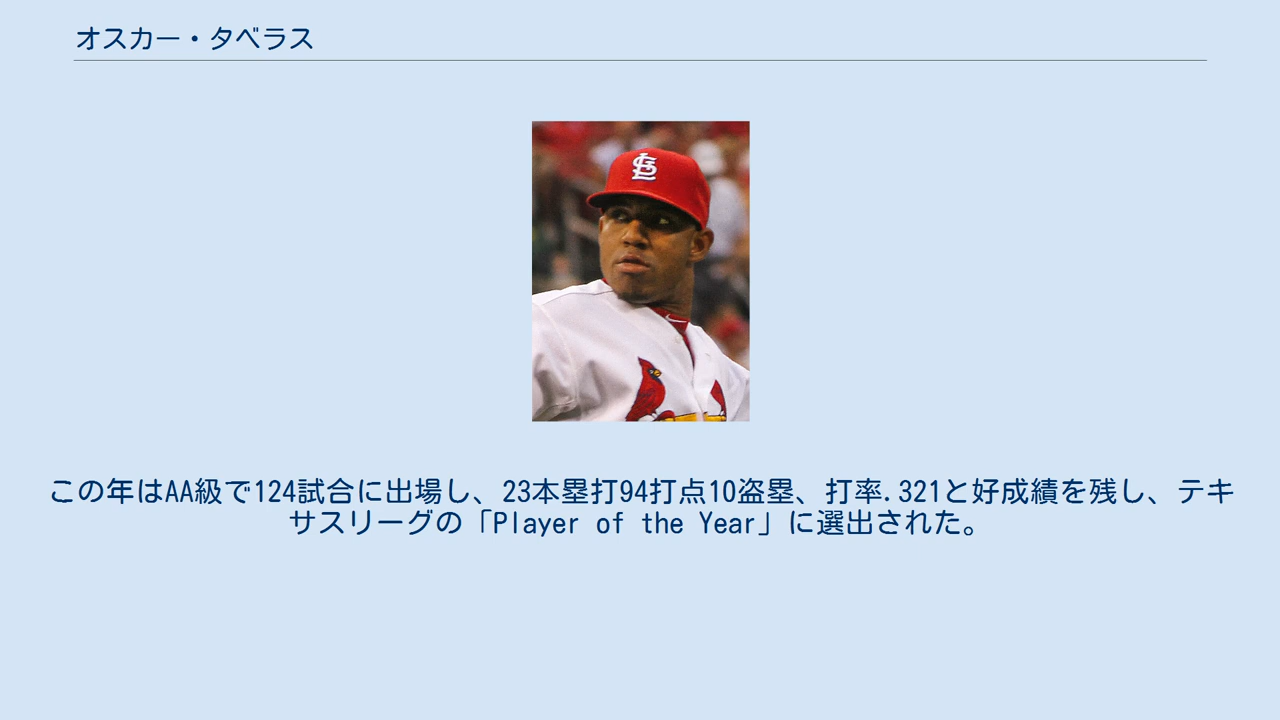 オスカー・タベラス
StL
この年はAA級で124試合に出場し、23本塁打94打点10盗塁、打率.321と好成績を残し、テキ
サスリーグの「Player of the Year」に選出された。